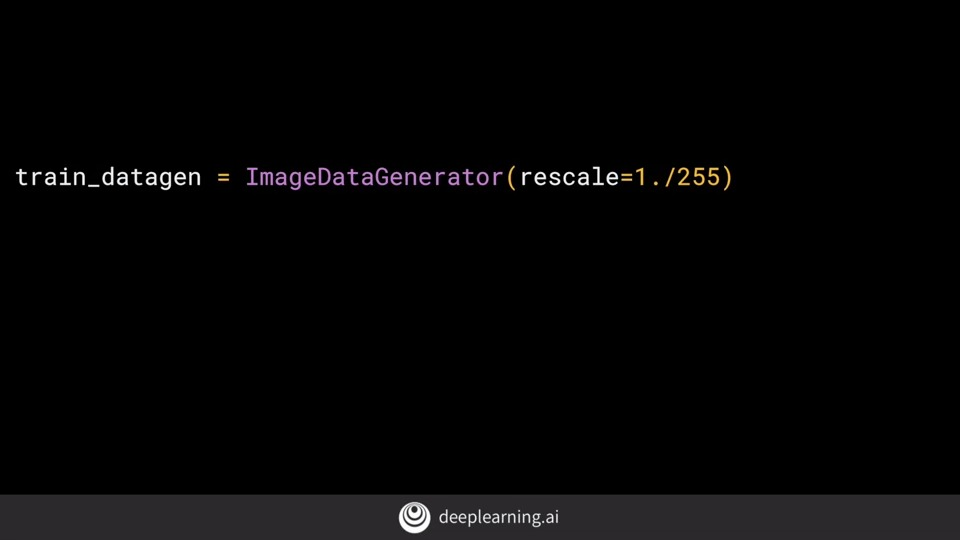 train_datagen = ImageDataGenerator(rescale=1./255)
deeplearning.ai